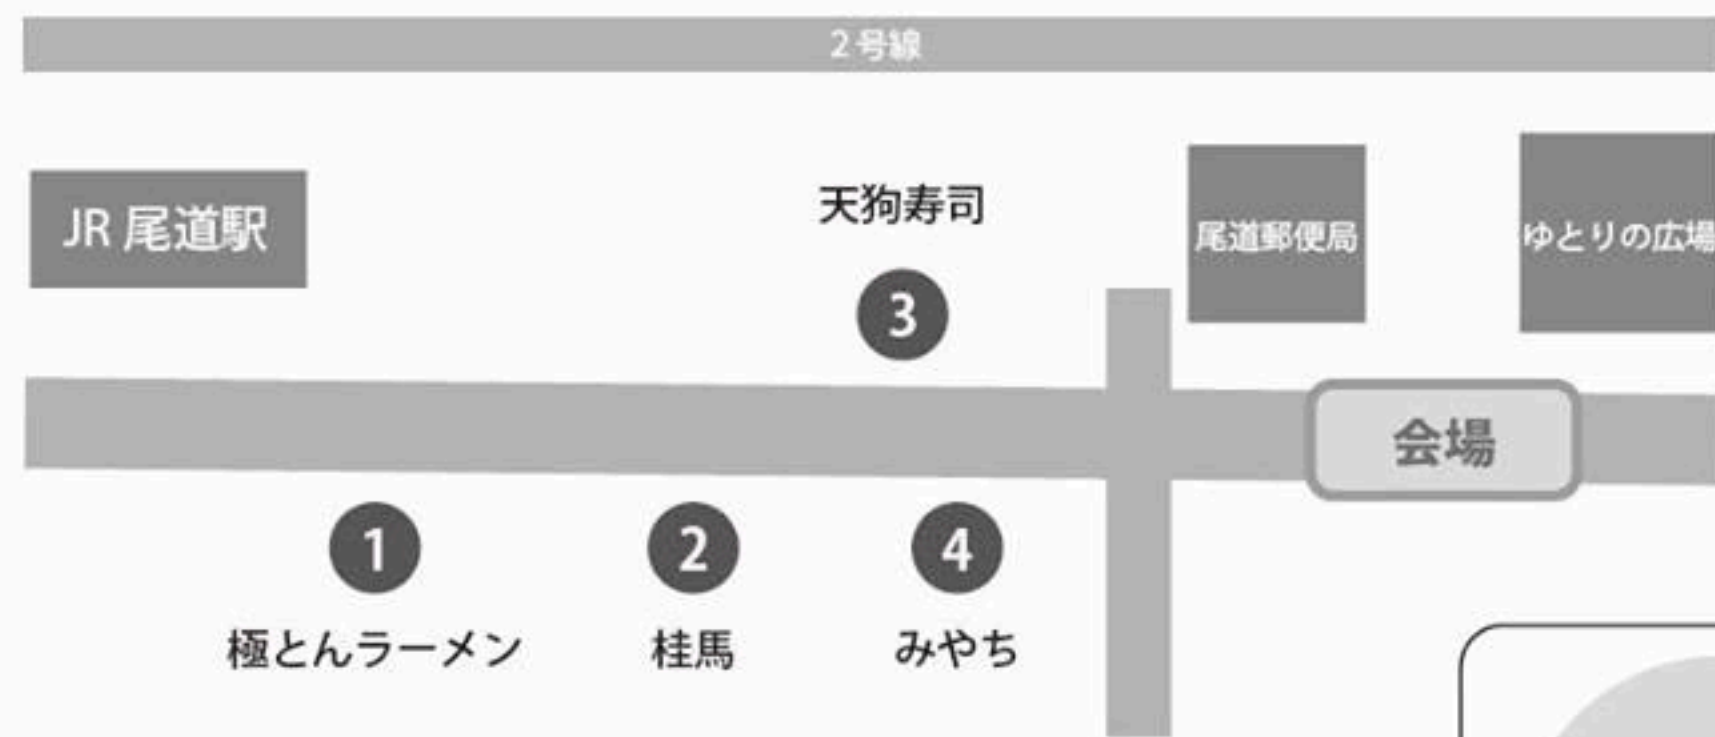 2号線
天狗寿司
JR 尾道駅
尾道郵便局
ゆとりの広場
3
会場
1
2
4
極とんラーメン
桂馬
みやち